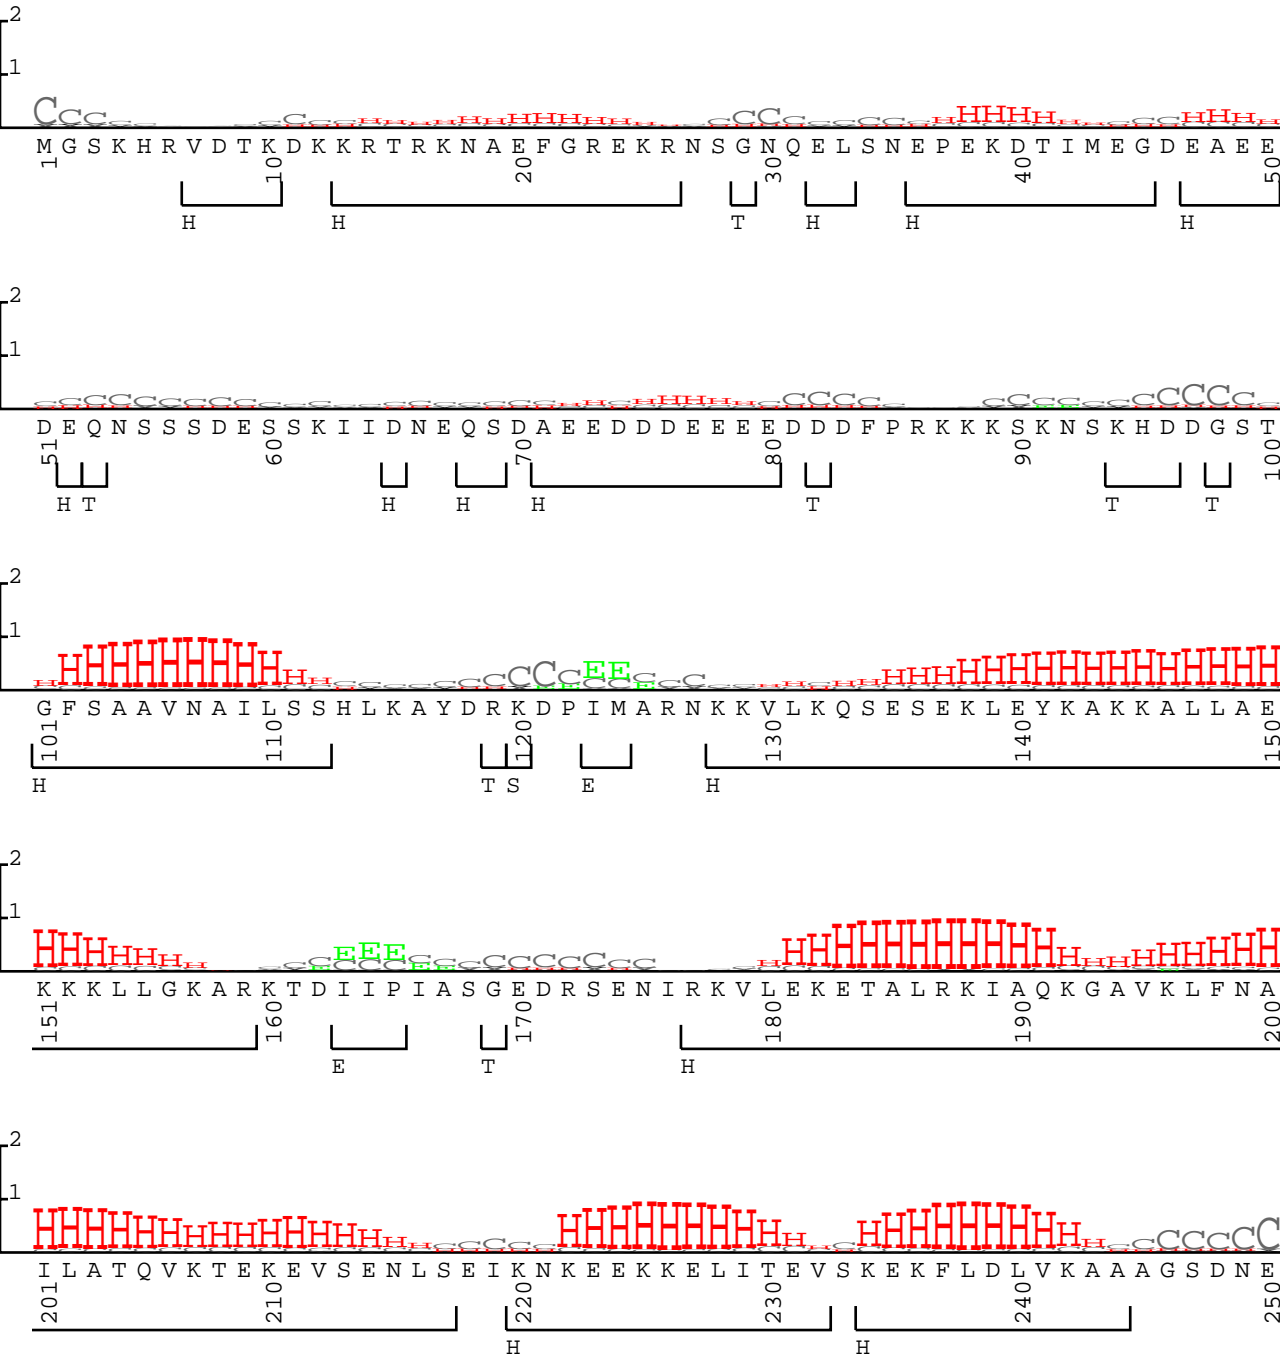 2
1
M G S K H R V D T K D K K R T R K N A E F G R E K R N S G N Q E L S N E P E K D T I M E G D E A E E
1 10 20 30 40 50
H H T H H H
2
1
D E Q N S S S D E S S K I I D N E Q S D A E E D D D E E E E D D D F P R K K K S K N S K H D D G S T
51 60 70 80 90 100
H T H H H T T T
2
1
G F S A A V N A I L S S H L K A Y D R K D P I M A R N K K V L K Q S E S E K L E Y K A K K A L L A E
101 110 120 130 140 150
H T S E H
2
1
K K K L L G K A R K T D I I P I A S G E D R S E N I R K V L E K E T A L R K I A Q K G A V K L F N A
151 160 170 180 190 200
E T H
2
1
I L A T Q V K T E K E V S E N L S E I K N K E E K K E L I T E V S K E K F L D L V K A A A G S D N E
201 210 220 230 240 250
H H